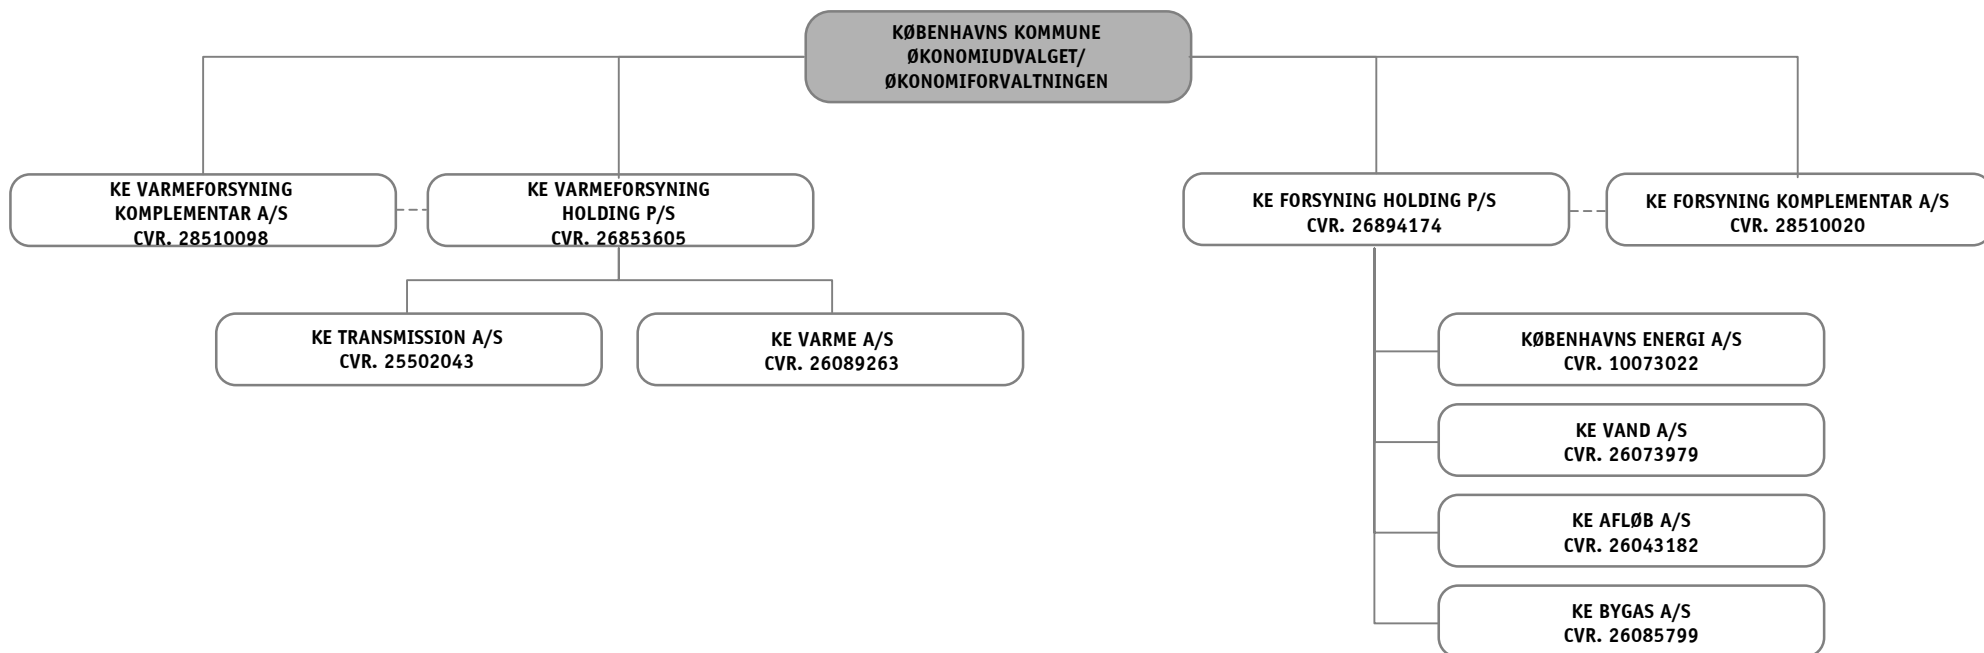 KØBENHAVNS KOMMUNE
ØKONOMIUDVALGET/
ØKONOMIFORVALTNINGEN
KE VARMEFORSYNING
KOMPLEMENTAR A/S
CVR. 28510098
KE VARMEFORSYNING
HOLDING P/S
CVR. 26853605
KE FORSYNING HOLDING P/S
CVR. 26894174
KE FORSYNING KOMPLEMENTAR A/S
CVR. 28510020
KE TRANSMISSION A/S
CVR. 25502043
KE VARME A/S
CVR. 26089263
KØBENHAVNS ENERGI A/S
CVR. 10073022
KE VAND A/S
CVR. 26073979
KE AFLØB A/S
CVR. 26043182
KE BYGAS A/S
CVR. 26085799